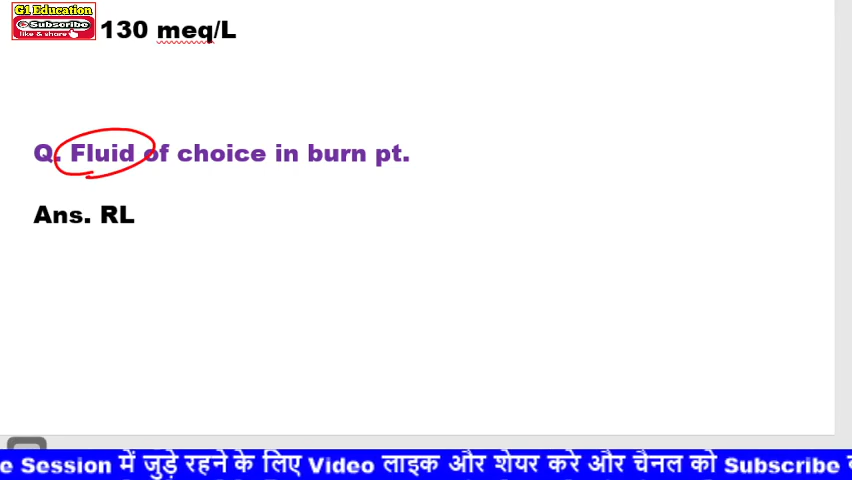 G1 Education
Subscribe
like & share
130 meq/L
Q. Fluid of choice in burn pt.
Ans. RL
Session में जुड़े रहने के लिए Video लाइक और शेयर करे और चैनल को Subscribe